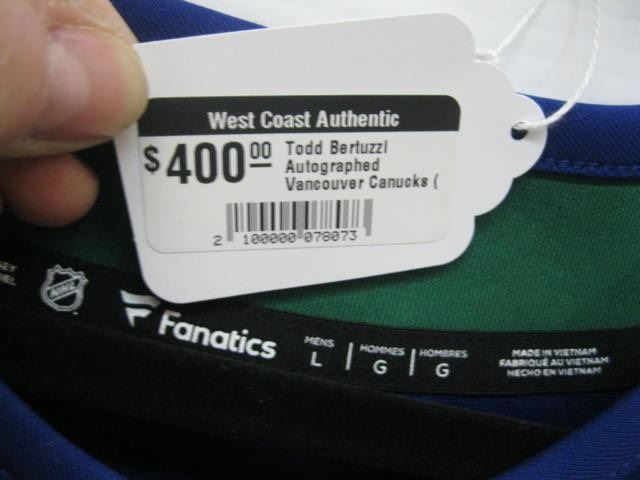 West Coast Authentic
$400.00 Todd Bertuzzi
Autographed
Vancouver Canucks (
2 100000 078073
NHL
Fanatics
MENS
L
HOMMES
G
HOMBRES
G
MADE IN VIETNAM
FABRIQUÉ AU VIETNAM
HECHO EN VIETNAM